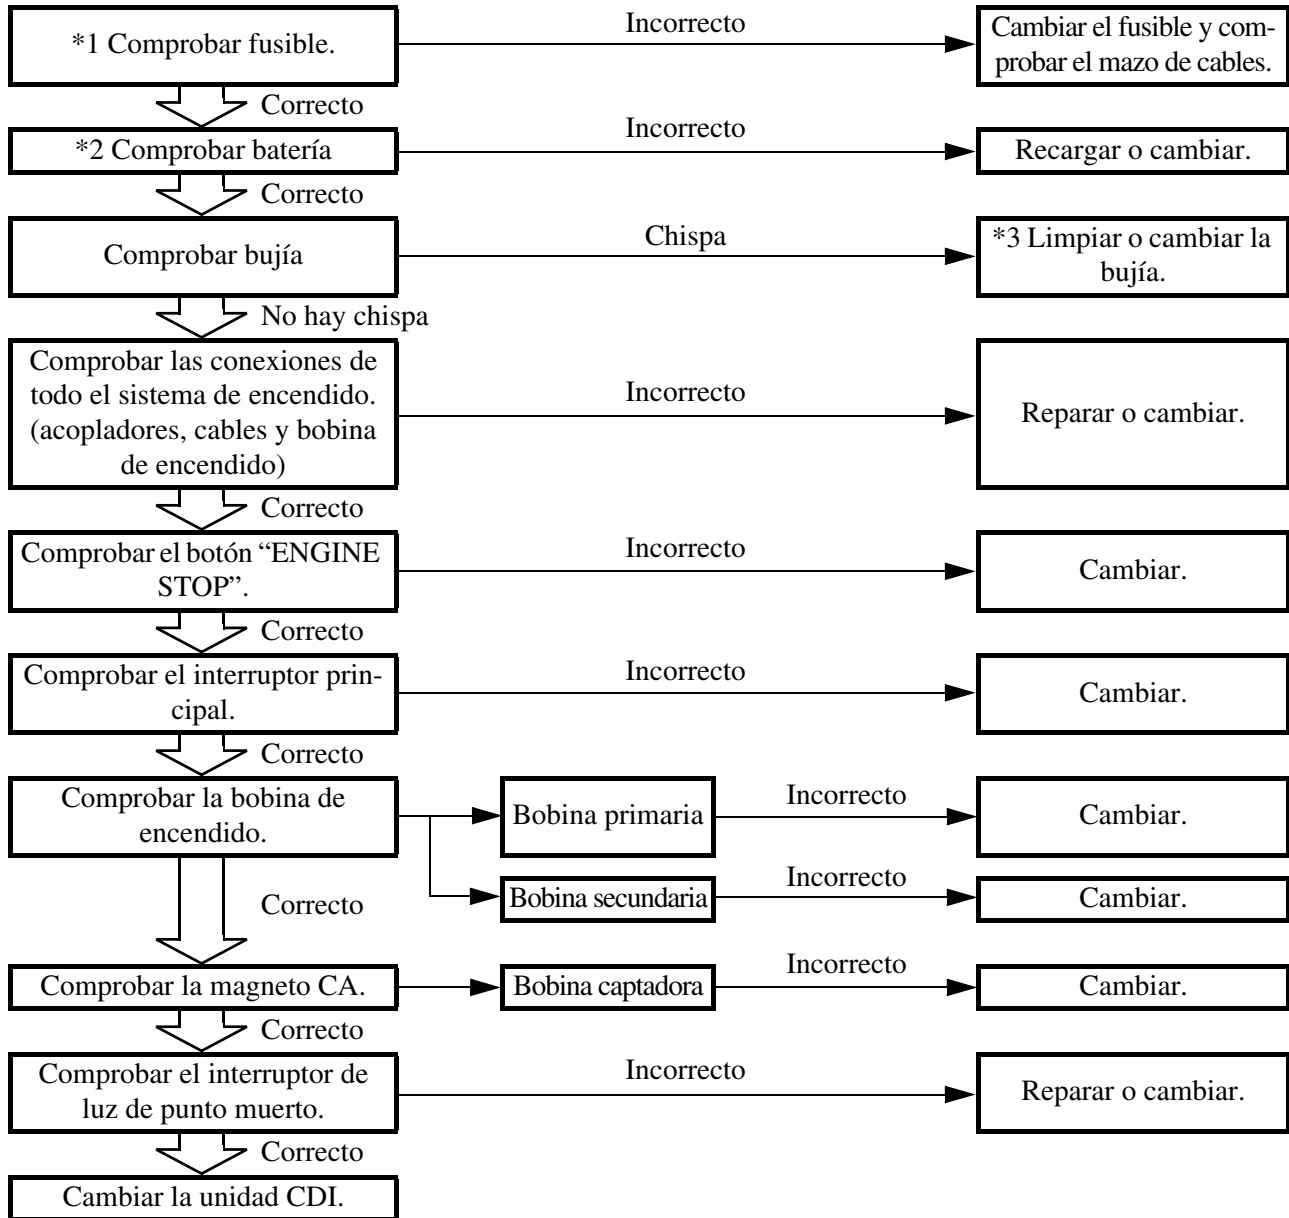 *1 Comprobar fusible.
Incorrecto
Cambiar el fusible y com-
probar el mazo de cables.
Correcto
*2 Comprobar batería
Incorrecto
Recargar o cambiar.
Correcto
Comprobar bujía
Chispa
*3 Limpiar o cambiar la
bujía.
No hay chispa
Comprobar las conexiones de
todo el sistema de encendido.
(acopladores, cables y bobina
de encendido)
Incorrecto
Reparar o cambiar.
Correcto
Comprobar el botón “ENGINE
STOP”.
Incorrecto
Cambiar.
Correcto
Comprobar el interruptor prin-
cipal.
Incorrecto
Cambiar.
Correcto
Comprobar la bobina de
encendido.
Bobina primaria
Incorrecto
Cambiar.
Bobina secundaria
Incorrecto
Cambiar.
Correcto
Comprobar la magneto CA.
Bobina captadora
Incorrecto
Cambiar.
Correcto
Comprobar el interruptor de
luz de punto muerto.
Incorrecto
Reparar o cambiar.
Correcto
Cambiar la unidad CDI.